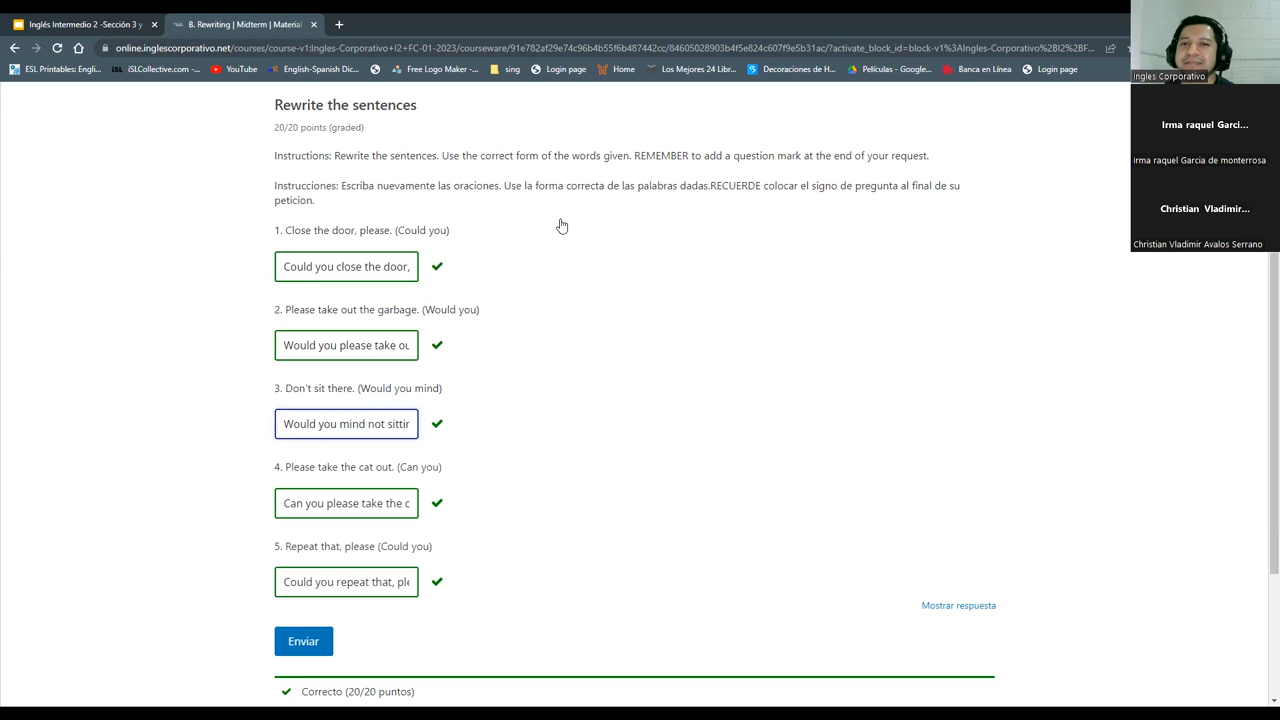 Inglés Intermedio 2 -Sección 3 y
B. Rewriting | Midterm | Material
online.inglescorporativo.net/courses/course-v1:Ingles-Corporativo+I2+FC-01-2023/courseware/91e782af29e74c96b4b55f6b487442cc/84605028903b4f5e824c607f9e5b31ac/?activate_block_id=block-v1%3AIngles-Corporativo%2BI2%2BF...
ESL Printables: Engli...
iSLCollective.com -...
YouTube
English-Spanish Dic...
Free Logo Maker -...
sing
Login page
Home
Los Mejores 24 Libr...
Decoraciones de H...
Películas - Google...
Banca en Línea
Login page
Ingles Corporativo
Irma raquel Garci...
Irma raquel Garcia de monterrosa
Christian Vladimir...
Christian Vladimir Avalos Serrano
Rewrite the sentences
20/20 points (graded)
Instructions: Rewrite the sentences. Use the correct form of the words given. REMEMBER to add a question mark at the end of your request.
Instrucciones: Escriba nuevamente las oraciones. Use la forma correcta de las palabras dadas.RECUERDE colocar el signo de pregunta al final de su
peticion.
1. Close the door, please. (Could you)
Could you close the door,
2. Please take out the garbage. (Would you)
Would you please take ou
3. Don't sit there. (Would you mind)
Would you mind not sittin
4. Please take the cat out. (Can you)
Can you please take the c
5. Repeat that, please (Could you)
Could you repeat that, ple
Mostrar respuesta
Enviar
Correcto (20/20 puntos)